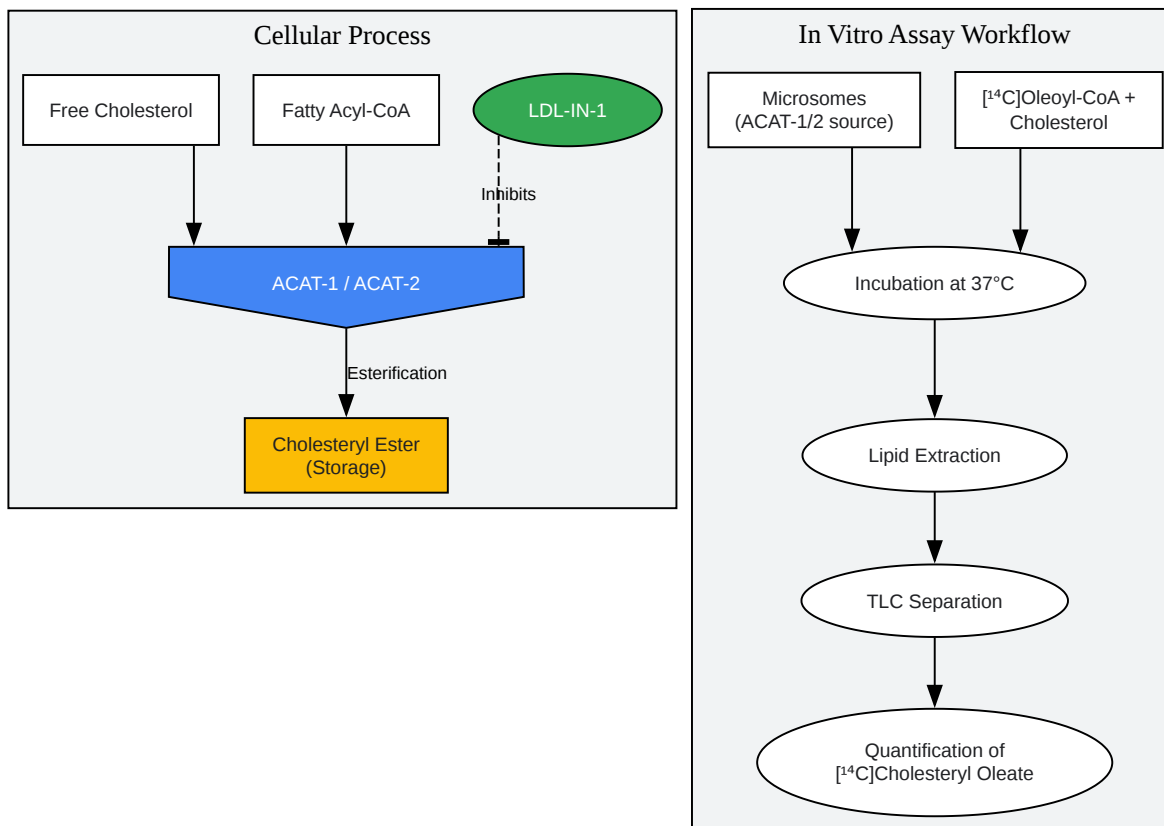 Cellular Process
Free Cholesterol
Fatty Acyl-CoA
LDL-IN-1
Inhibits
ACAT-1 / ACAT-2
Esterification
Cholesteryl Ester
(Storage)
In Vitro Assay Workflow
Microsomes
(ACAT-1/2 source)
[¹⁴C]Oleoyl-CoA +
Cholesterol
Incubation at 37°C
Lipid Extraction
TLC Separation
Quantification of
[¹⁴C]Cholesteryl Oleate